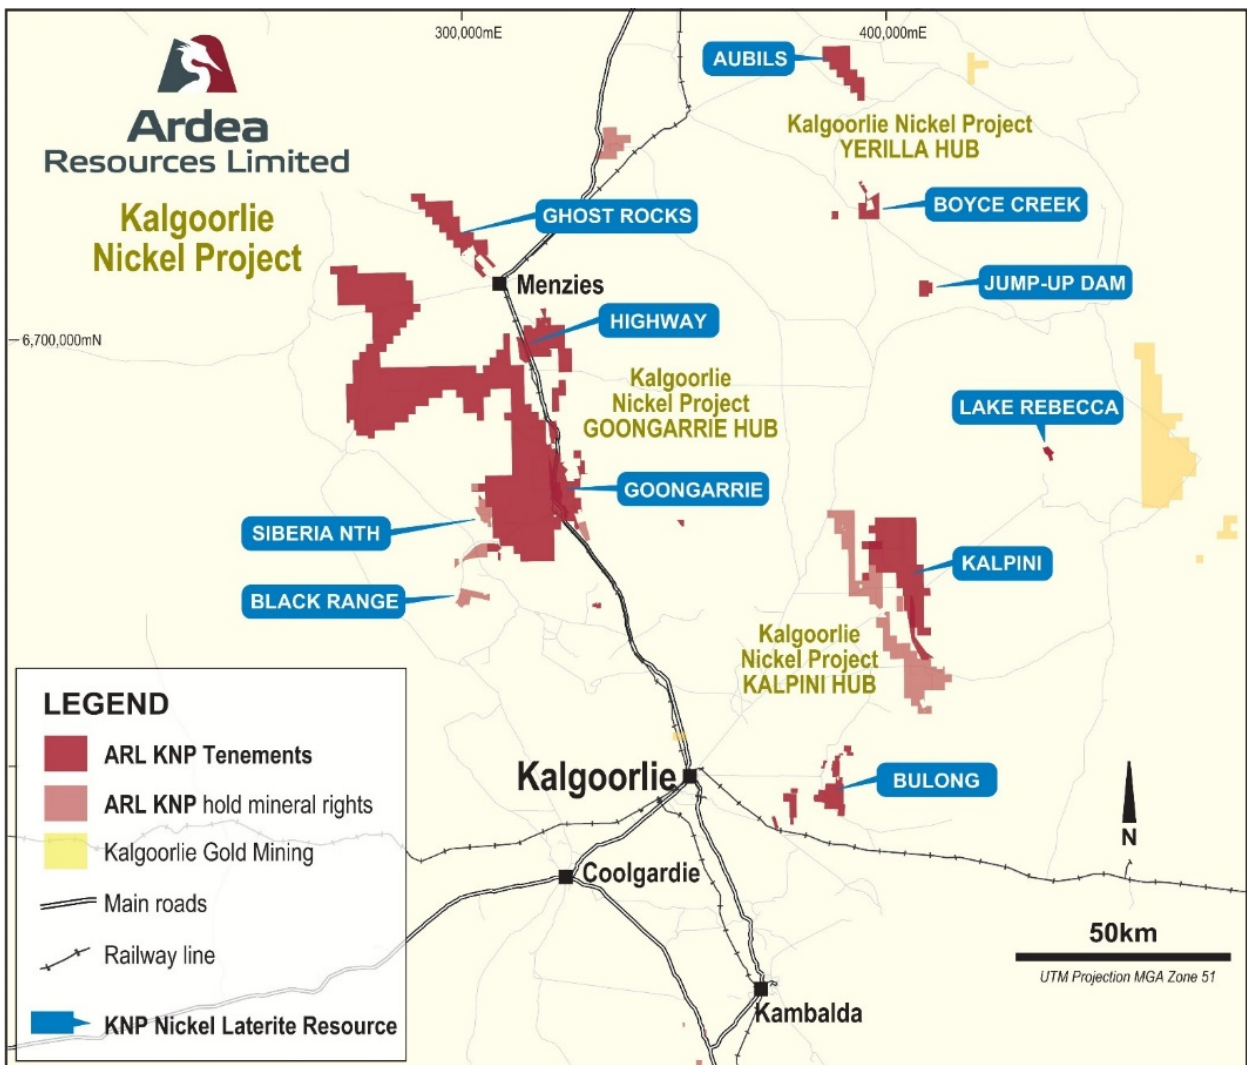 300,000mE
400,000mE
Ardea
Resources Limited
Kalgoorlie
Nickel Project
AUBILS
Kalgoorlie Nickel Project
YERILLA HUB
GHOST ROCKS
BOYCE CREEK
Menzies
JUMP-UP DAM
HIGHWAY
6,700,000mN
Kalgoorlie
Nickel Project
GOONGARRIE HUB
LAKE REBECCA
GOONGARRIE
SIBERIA NTH
KALPINI
BLACK RANGE
Kalgoorlie
Nickel Project
KALPINI HUB
LEGEND
ARL KNP Tenements
ARL KNP hold mineral rights
Kalgoorlie Gold Mining
Main roads
Railway line
KNP Nickel Laterite Resource
Kalgoorlie
BULONG
N
Coolgardie
50km
UTM Projection MGA Zone 51
Kambalda